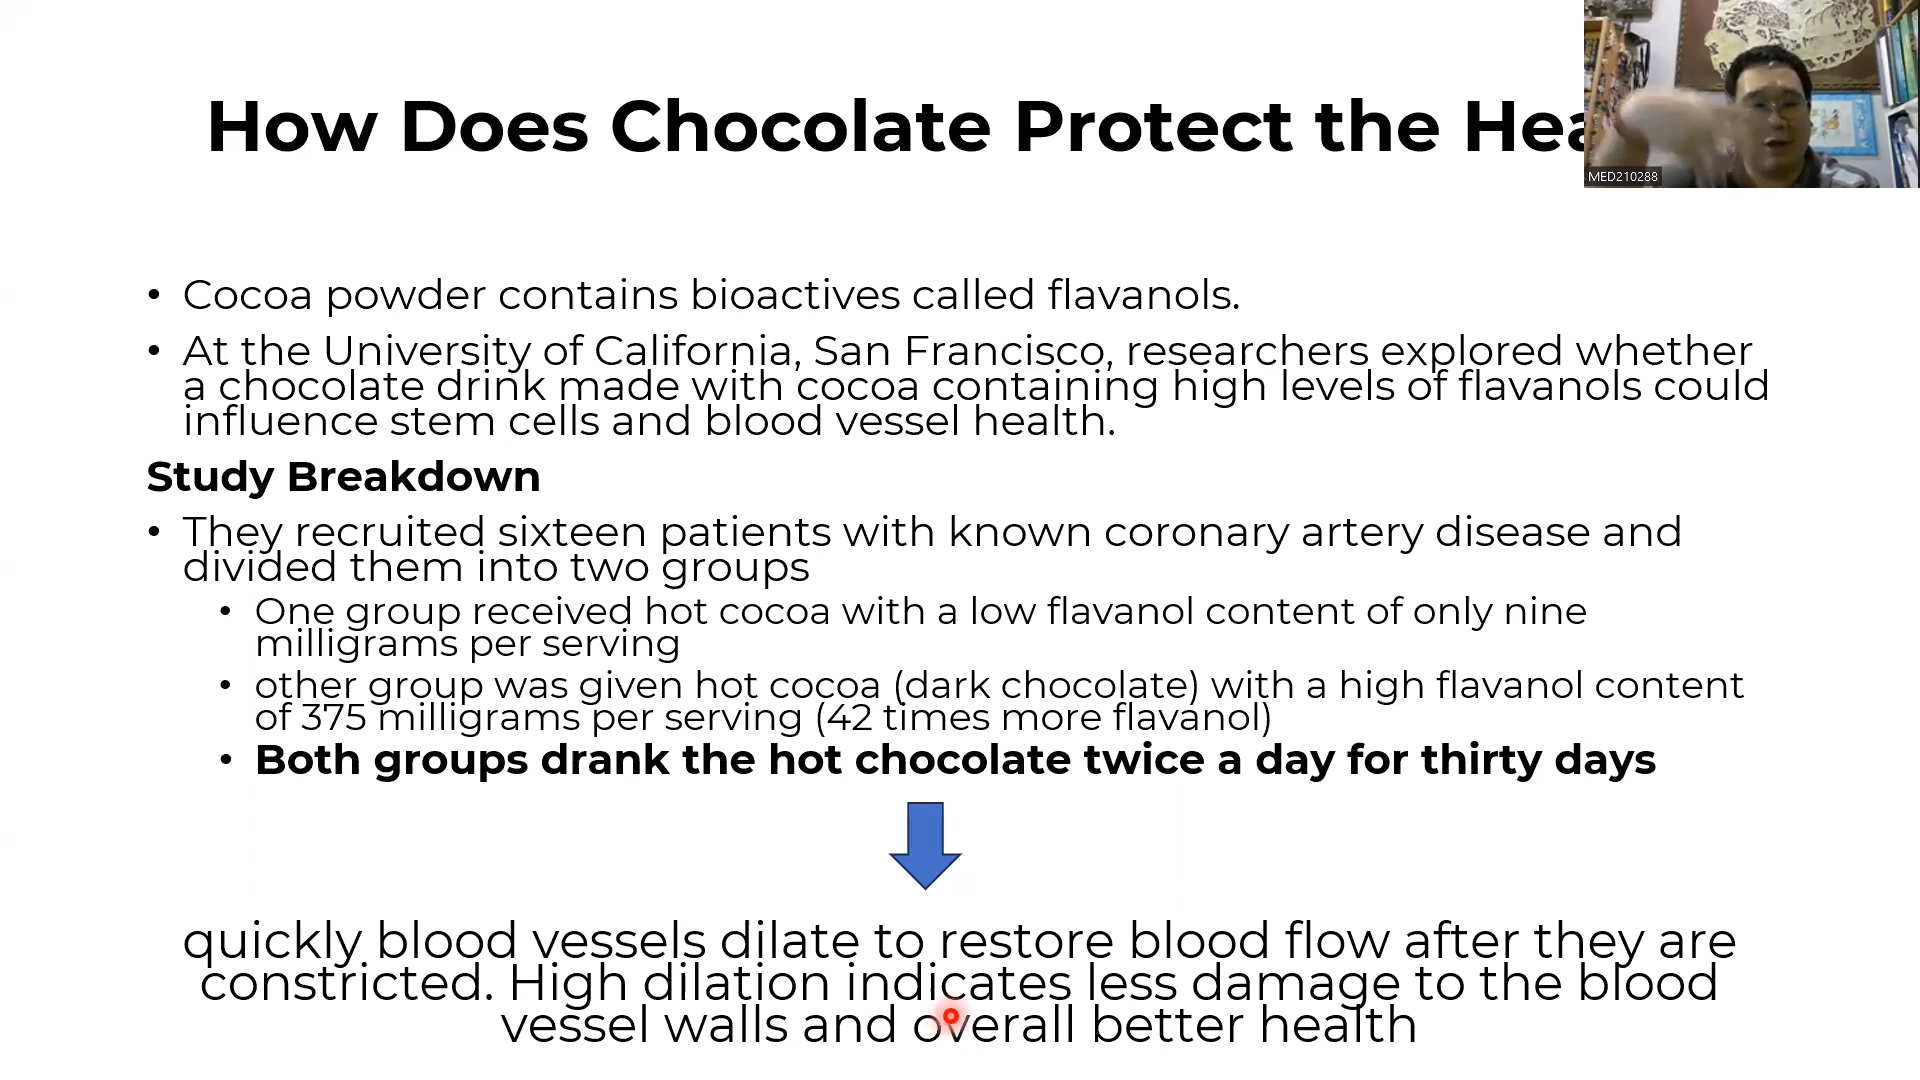 How Does Chocolate Protect the Hea
MED210288
• Cocoa powder contains bioactives called flavanols.
• At the University of California, San Francisco, researchers explored whether
a chocolate drink made with cocoa containing high levels of flavanols could
influence stem cells and blood vessel health.
Study Breakdown
• They recruited sixteen patients with known coronary artery disease and
divided them into two groups
• One group received hot cocoa with a low flavanol content of only nine
milligrams per serving
• other group was given hot cocoa (dark chocolate) with a high flavanol content
of 375 milligrams per serving (42 times more flavanol)
• Both groups drank the hot chocolate twice a day for thirty days
quickly blood vessels dilate to restore blood flow after they are
constricted. High dilation indicates less damage to the blood
vessel walls and overall better health